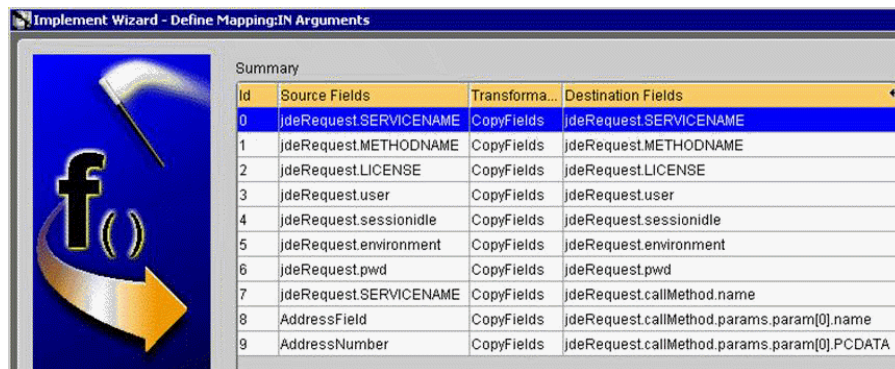 Implement Wizard - Define Mapping:IN Arguments
Summary
Id Source Fields Transforma... Destination Fields
0 jdeRequest.SERVICENAME CopyFields jdeRequest.SERVICENAME
1 jdeRequest.METHODNAME CopyFields jdeRequest.METHODNAME
2 jdeRequest.LICENSE CopyFields jdeRequest.LICENSE
3 jdeRequest.user CopyFields jdeRequest.user
4 jdeRequest.sessionidle CopyFields jdeRequest.sessionidle
5 jdeRequest.environment CopyFields jdeRequest.environment
6 jdeRequest.pwd CopyFields jdeRequest.pwd
7 jdeRequest.SERVICENAME CopyFields jdeRequest.callMethod.name
8 AddressField CopyFields jdeRequest.callMethod.params.param[0].name
9 AddressNumber CopyFields jdeRequest.callMethod.params.param[0].PCDATA
f()